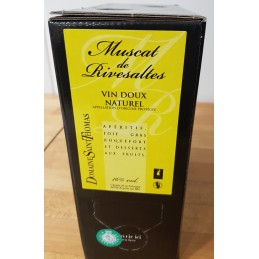 Muscat
de
Rivesaltes
VIN DOUX
NATUREL
APPELLATION D'ORIGINE PROTÉGÉE
DOMAINE SAINT THOMAS
APÉRITIF
FOIE GRAS
ROQUEFORT
ET DESSERTS
AUX FRUITS
16% vol.